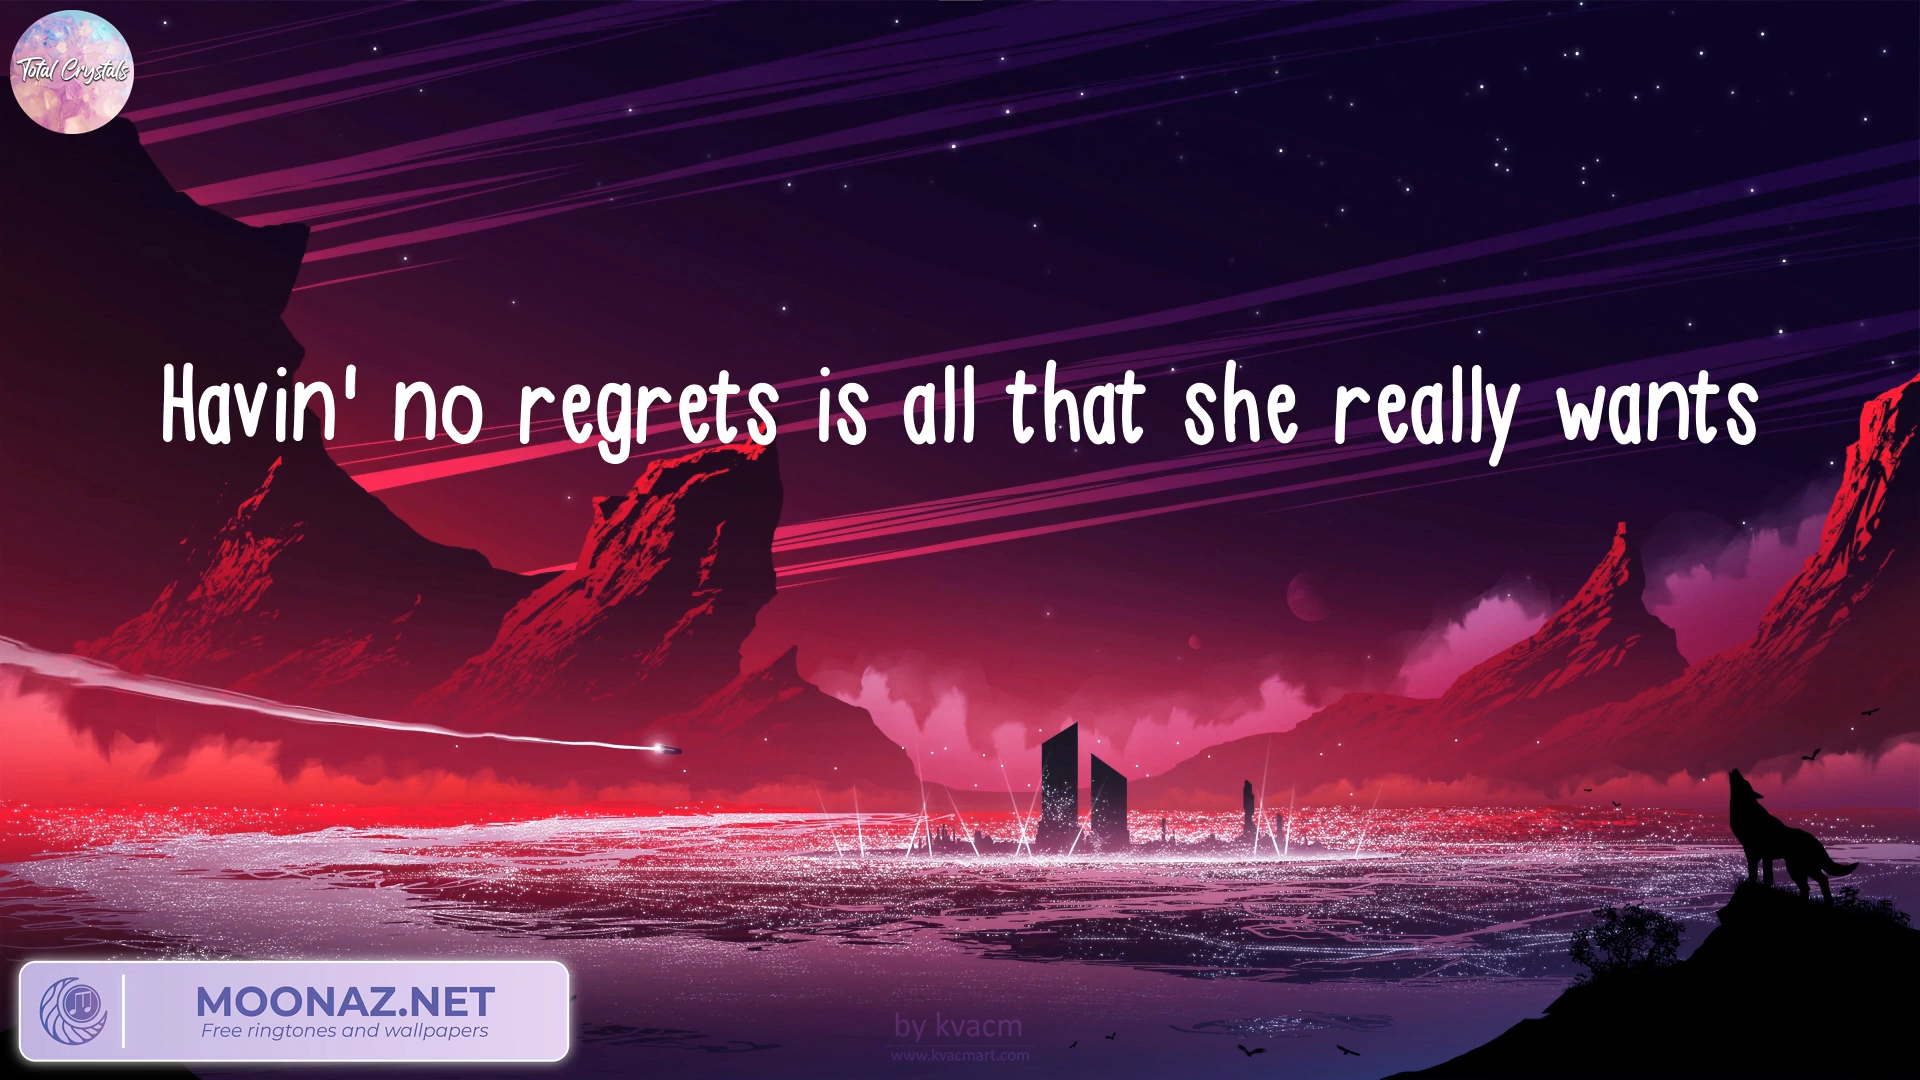 Total Crystals
Havin' no regrets is all that she really wants
MOONAZ.NET
Free ringtones and wallpapers
by kvacm
www.kvacmart.com